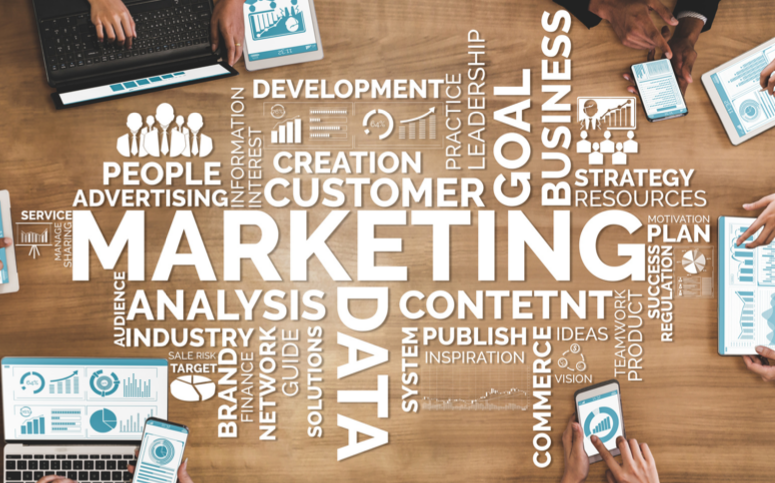 DEVELOPMENT
INFORMATION
INTEREST
PRACTICE
LEADERSHIP
GOAL
BUSINESS
PEOPLE
CREATION
STRATEGY
ADVERTISING
CUSTOMER
RESOURCES
SERVICE
MANAGE
SHARING
MARKETING
MOTIVATION
PLAN
SUCCESS
REGULATION
AUDIENCE
ANALYSIS
DATA
CONTETNT
TEAMWORK
PRODUCT
INDUSTRY
NETWORK
GUIDE
SOLUTIONS
SYSTEM
PUBLISH
IDEAS
INSPIRATION
COMMERCE
VISION
SALE RISK
TARGET
BRAND
FINANCE